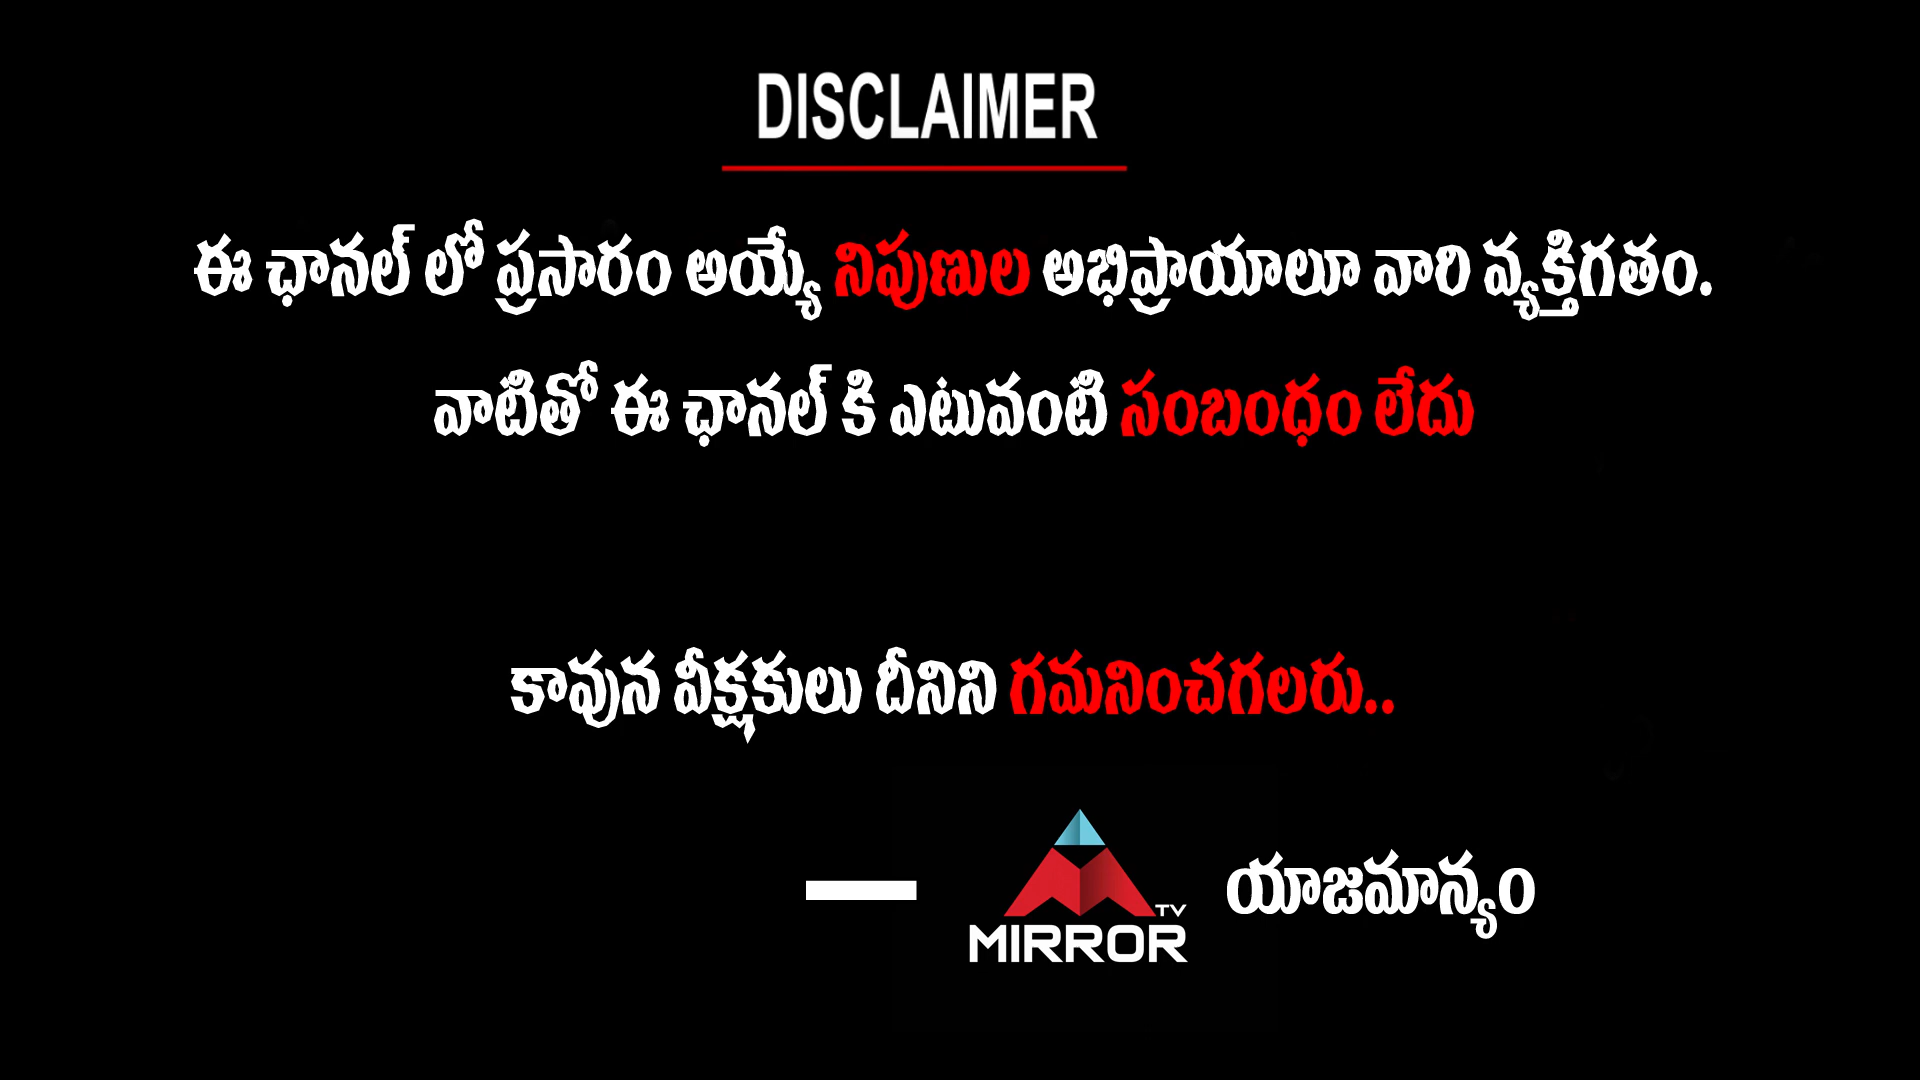 DISCLAIMER
ఈ ఛానల్ లో ప్రసారం అయ్యే నిపుణుల అభిప్రాయాలూ వారి వ్యక్తిగతం.
వాటితో ఈ ఛానల్ కి ఎటువంటి సంబంధం లేదు
కావున వీక్షకులు దీనిని గమనించగలరు..
— MIRROR TV యాజమాన్యం